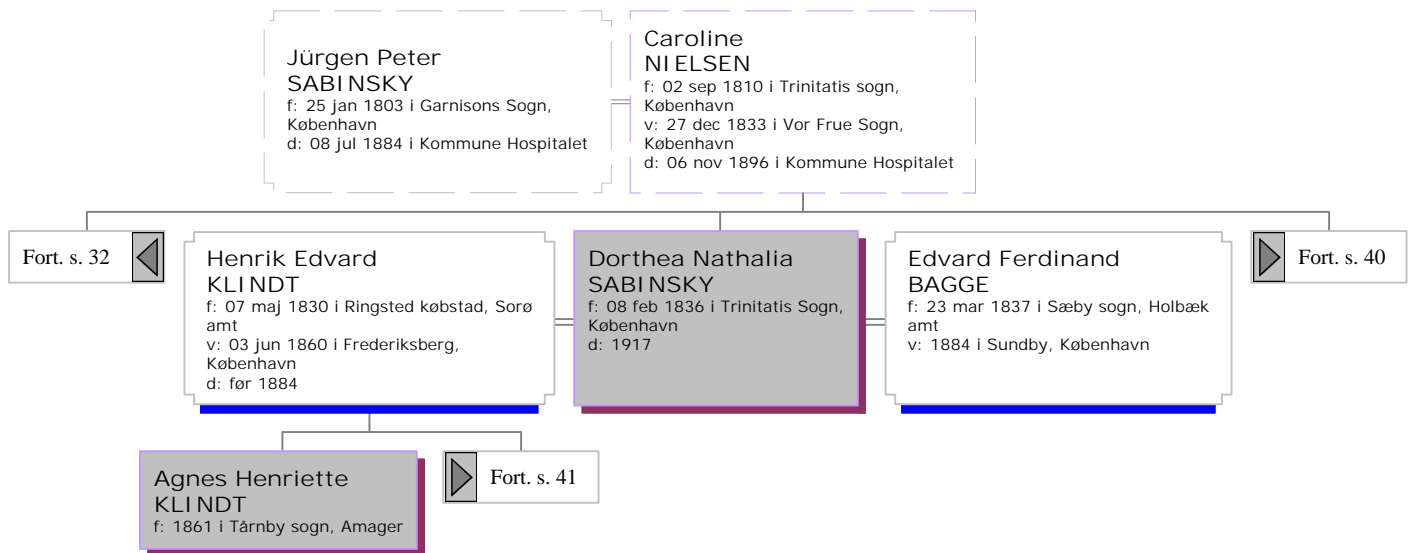 Jürgen Peter
SABINSKY
f: 25 jan 1803 i Garnisons Sogn,
København
d: 08 jul 1884 i Kommune Hospitalet
Caroline
NIELSEN
f: 02 sep 1810 i Trinitatis sogn,
København
v: 27 dec 1833 i Vor Frue Sogn,
København
d: 06 nov 1896 i Kommune Hospitalet
Fort. s. 32
Henrik Edvard
KLINDT
f: 07 maj 1830 i Ringsted købstad, Sorø
amt
v: 03 jun 1860 i Frederiksberg,
København
d: før 1884
Dorthea Nathalia
SABINSKY
f: 08 feb 1836 i Trinitatis Sogn,
København
d: 1917
Edvard Ferdinand
BAGGE
f: 23 mar 1837 i Sæby sogn, Holbæk
amt
v: 1884 i Sundby, København
Fort. s. 40
Agnes Henriette
KLINDT
f: 1861 i Tårnby sogn, Amager
Fort. s. 41